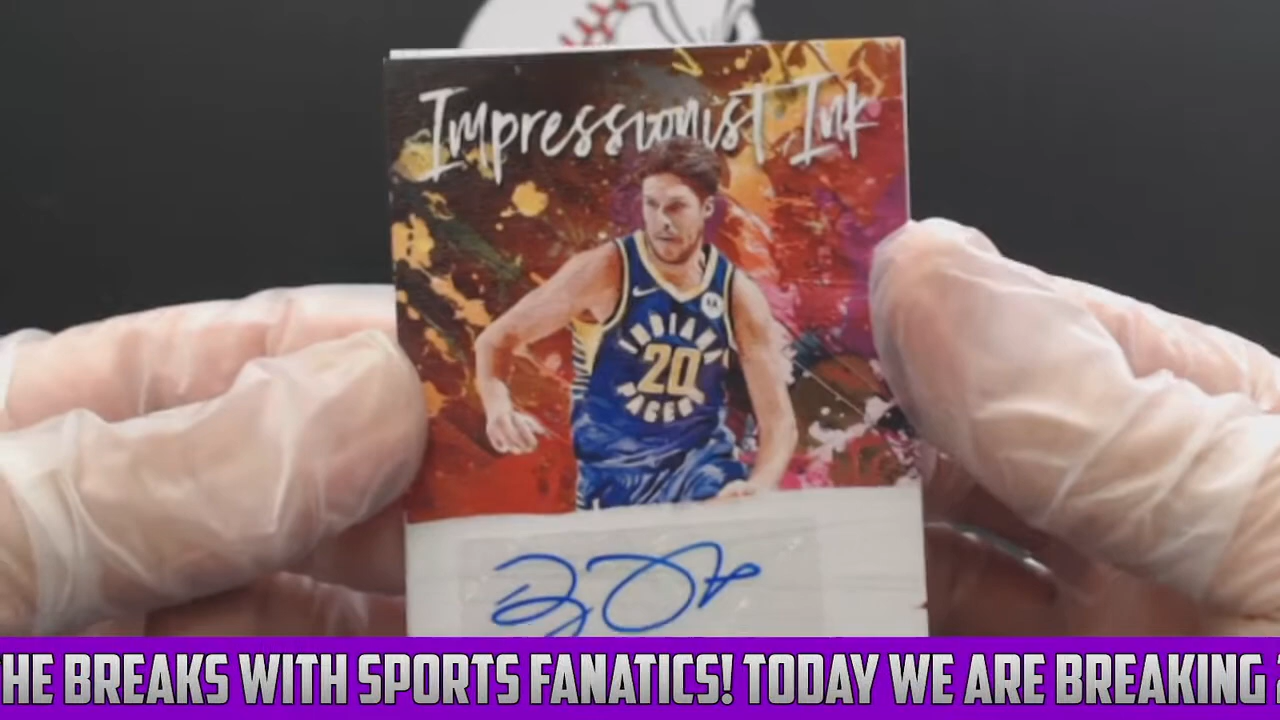 Impressionist Ink
INDIANA
20
PACERS
HE BREAKS WITH SPORTS FANATICS! TODAY WE ARE BREAKING